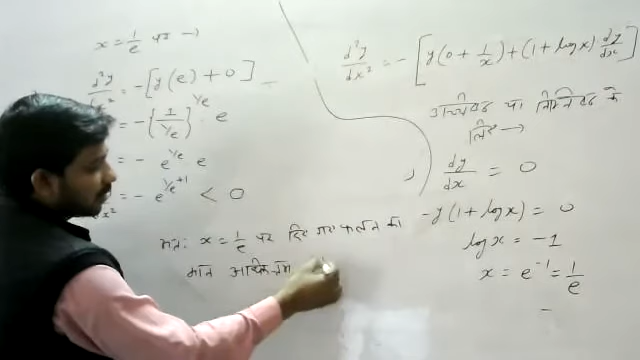 x = 1/e पर →
d²y/dx² = -[y(e) + 0]
= -{1/(1/e)}^(1/e) · e
= - e^(1/e) e
= - e^(1/e + 1) < 0
अतः x = 1/e पर दिए गए फलन का
मान अधिकतम
d²y/dx² = -[y(0 + 1/x) + (1 + log x) dy/dx]
उच्चिष्ठ या निम्निष्ठ के
लिए →
dy/dx = 0
-y(1 + log x) = 0
log x = -1
x = e^-1 = 1/e